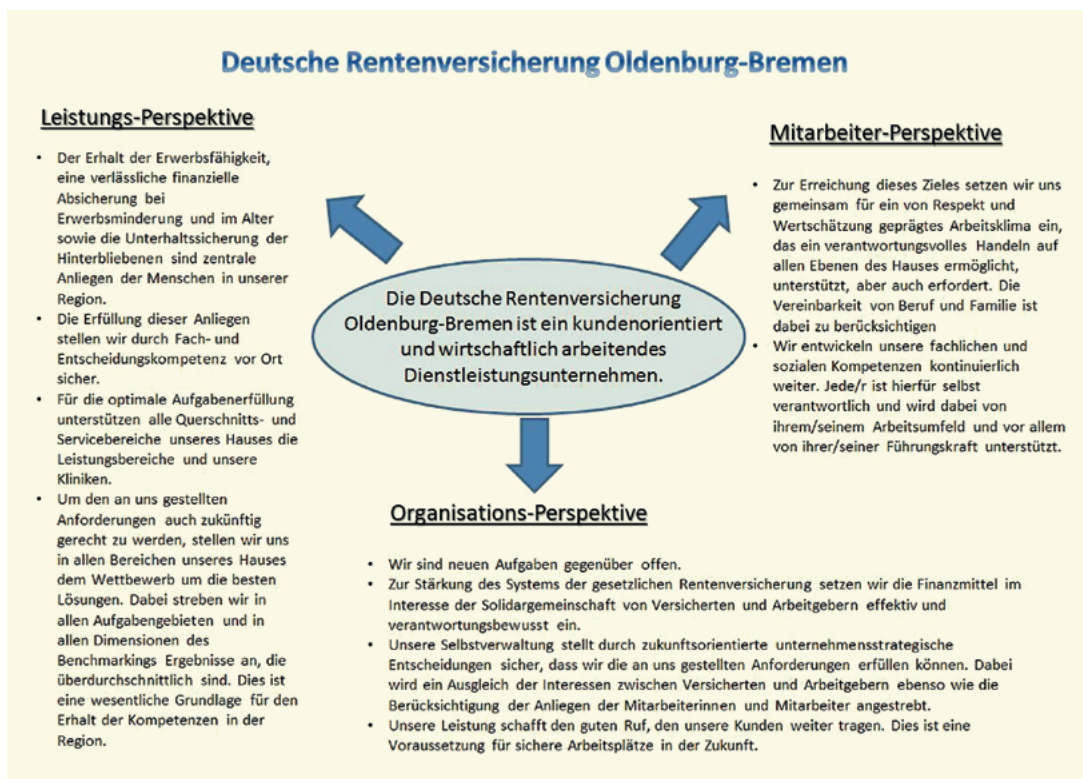 Deutsche Rentenversicherung Oldenburg-Bremen
Leistungs-Perspektive
• Der Erhalt der Erwerbsfähigkeit,
eine verlässliche finanzielle
Absicherung bei
Erwerbsminderung und im Alter
sowie die Unterhaltssicherung der
Hinterbliebenen sind zentrale
Anliegen der Menschen in unserer
Region.
• Die Erfüllung dieser Anliegen
stellen wir durch Fach- und
Entscheidungskompetenz vor Ort
sicher.
• Für die optimale Aufgabenerfüllung
unterstützen alle Querschnitts- und
Servicebereiche unseres Hauses die
Leistungsbereiche und unsere
Kliniken.
• Um den an uns gestellten
Anforderungen auch zukünftig
gerecht zu werden, stellen wir uns
in allen Bereichen unseres Hauses
dem Wettbewerb um die besten
Lösungen. Dabei streben wir in
allen Aufgabengebieten und in
allen Dimensionen des
Benchmarkings Ergebnisse an, die
überdurchschnittlich sind. Dies ist
eine wesentliche Grundlage für den
Erhalt der Kompetenzen in der
Region.
Die Deutsche Rentenversicherung
Oldenburg-Bremen ist ein kundenorientiert
und wirtschaftlich arbeitendes
Dienstleistungsunternehmen.
Mitarbeiter-Perspektive
• Zur Erreichung dieses Zieles setzen wir uns
gemeinsam für ein von Respekt und
Wertschätzung geprägtes Arbeitsklima ein,
das ein verantwortungsvolles Handeln auf
allen Ebenen des Hauses ermöglicht,
unterstützt, aber auch erfordert. Die
Vereinbarkeit von Beruf und Familie ist
dabei zu berücksichtigen
• Wir entwickeln unsere fachlichen und
sozialen Kompetenzen kontinuierlich
weiter. Jede/r ist hierfür selbst
verantwortlich und wird dabei von
ihrem/seinem Arbeitsumfeld und vor allem
von ihrer/seiner Führungskraft unterstützt.
Organisations-Perspektive
• Wir sind neuen Aufgaben gegenüber offen.
• Zur Stärkung des Systems der gesetzlichen Rentenversicherung setzen wir die Finanzmittel im
Interesse der Solidargemeinschaft von Versicherten und Arbeitgebern effektiv und
verantwortungsbewusst ein.
• Unsere Selbstverwaltung stellt durch zukunftsorientierte unternehmensstrategische
Entscheidungen sicher, dass wir die an uns gestellten Anforderungen erfüllen können. Dabei
wird ein Ausgleich der Interessen zwischen Versicherten und Arbeitgebern ebenso wie die
Berücksichtigung der Anliegen der Mitarbeiterinnen und Mitarbeiter angestrebt.
• Unsere Leistung schafft den guten Ruf, den unsere Kunden weiter tragen. Dies ist eine
Voraussetzung für sichere Arbeitsplätze in der Zukunft.